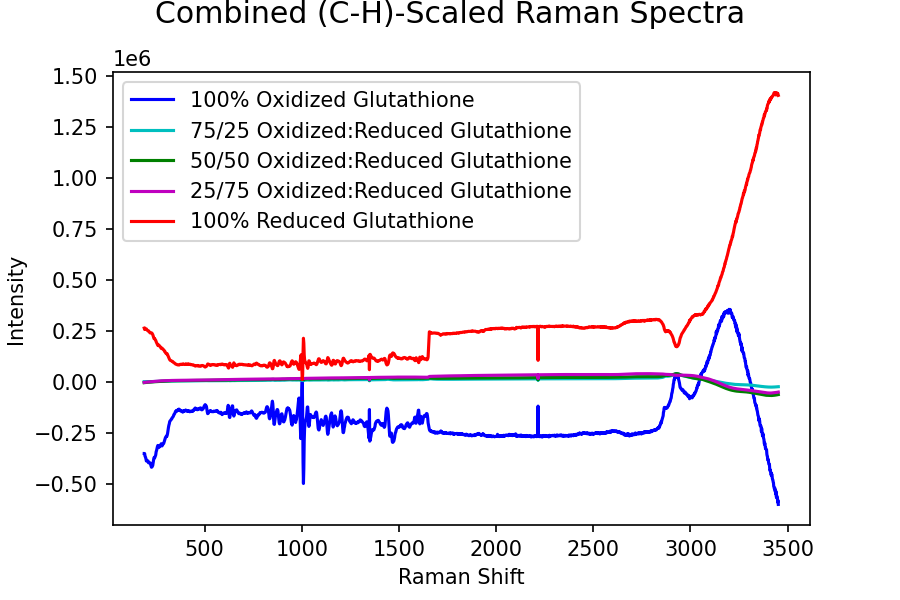 Combined (C-H)-Scaled Raman Spectra
1e6
1.50
1.25
1.00
0.75
0.50
0.25
0.00
−0.25
−0.50
Intensity
100% Oxidized Glutathione
75/25 Oxidized:Reduced Glutathione
50/50 Oxidized:Reduced Glutathione
25/75 Oxidized:Reduced Glutathione
100% Reduced Glutathione
500 1000 1500 2000 2500 3000 3500
Raman Shift